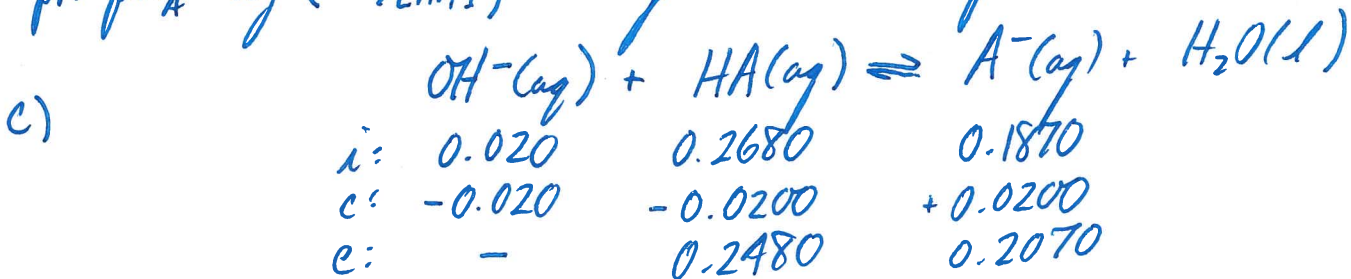 OH⁻(aq) + HA(aq) ⇌ A⁻(aq) + H₂O(l)
c)
i: 0.020 0.2680 0.1870
c: -0.020 -0.0200 +0.0200
e: - 0.2480 0.2070